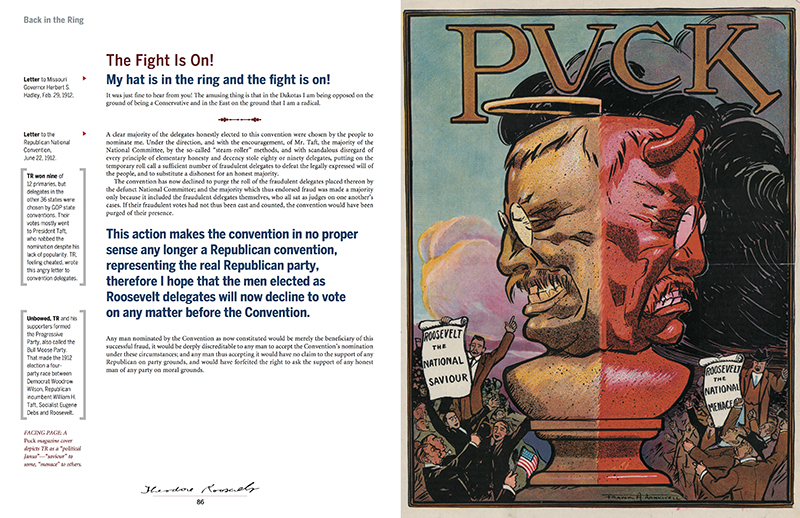 Back in the Ring
The Fight Is On!
My hat is in the ring and the fight is on!
Letter to Missouri
Governor Herbert S.
Hadley, Feb. 29, 1912.
It was just fine to hear from you! The amusing thing is that in the Dakotas I am being opposed on the
ground of being a Conservative and in the East on the ground that I am a radical.
Letter to the
Republican National
Convention,
June 22, 1912.
A clear majority of the delegates honestly elected to this convention were chosen by the people to
nominate me. Under the direction, and with the encouragement, of Mr. Taft, the majority of the
National Committee, by the so-called “steam-roller” methods, and with scandalous disregard of
every principle of elementary honesty and decency stole eighty or ninety delegates, putting on the
temporary roll call a sufficient number of fraudulent delegates to defeat the legally expressed will of
the people, and to substitute a dishonest for an honest majority.
The convention has now declined to purge the roll of the fraudulent delegates placed thereon by
the defunct National Committee; and the majority which thus endorsed fraud was made a majority
only because it included the fraudulent delegates themselves, who all sat as judges on one another’s
cases. If their fraudulent votes had not thus been cast and counted, the convention would have been
purged of their presence.
TR won nine of
12 primaries, but
delegates in the
other 36 states were
chosen by GOP state
conventions. Their
votes mostly went
to President Taft,
who nabbed the
nomination despite his
lack of popularity. TR,
feeling cheated, wrote
this angry letter to
convention delegates.
This action makes the convention in no proper
sense any longer a Republican convention,
representing the real Republican party,
therefore I hope that the men elected as
Roosevelt delegates will now decline to vote
on any matter before the Convention.
Unbowed, TR and his
supporters formed
the Progressive
Party, also called the
Bull Moose Party.
That made the 1912
election a four-
party race between
Democrat Woodrow
Wilson, Republican
incumbent William H.
Taft, Socialist Eugene
Debs and Roosevelt.
Any man nominated by the Convention as now constituted would be merely the beneficiary of this
successful fraud, it would be deeply discreditable to any man to accept the Convention’s nomination
under these circumstances; and any man thus accepting it would have no claim to the support of any
Republican on party grounds, and would have forfeited the right to ask the support of any honest
man of any party on moral grounds.
FACING PAGE: A
Puck magazine cover
depicts TR as a “political
Janus”—“saviour” to
some, “menace” to others.
Theodore Roosevelt
86
PUCK
ROOSEVELT
THE
NATIONAL
SAVIOUR
ROOSEVELT
THE
NATIONAL
MENACE
FRANK A. NANKIVELL